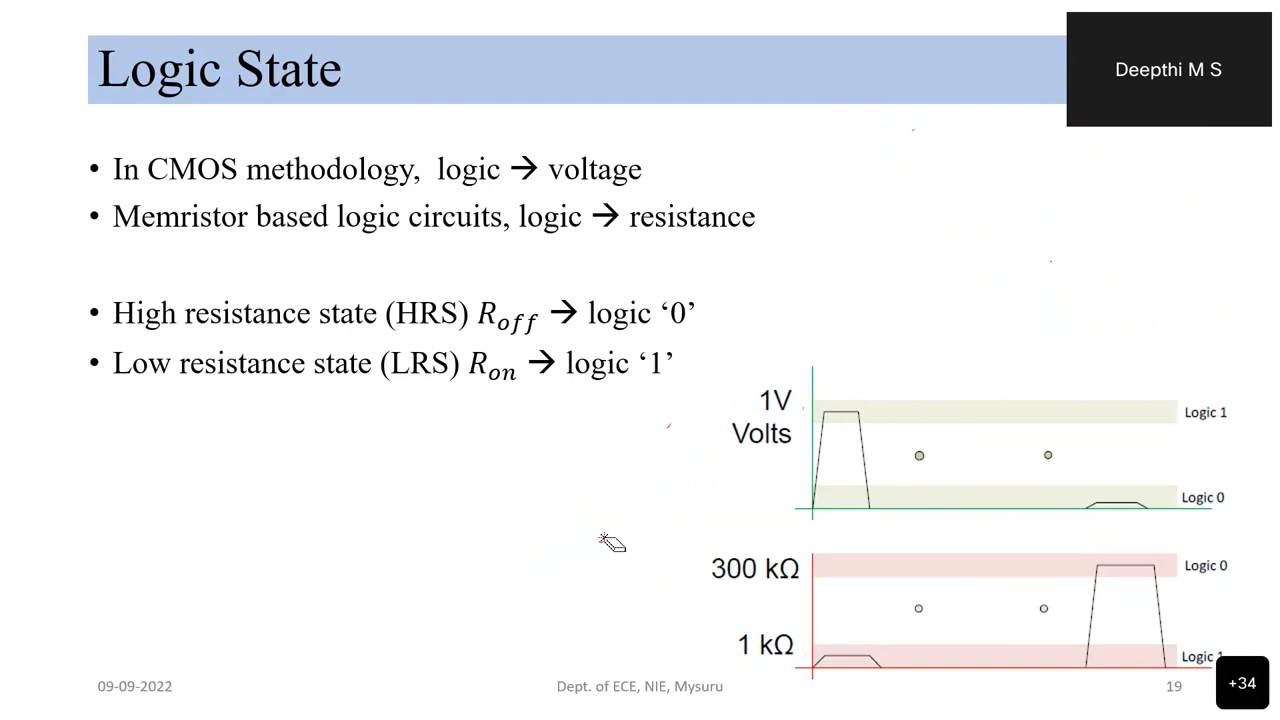 Logic State
Deepthi M S
• In CMOS methodology, logic → voltage
• Memristor based logic circuits, logic → resistance
• High resistance state (HRS) R_off → logic ‘0’
• Low resistance state (LRS) R_on → logic ‘1’
1V
Volts
Logic 1
Logic 0
300 kΩ
Logic 0
1 kΩ
Logic 1
09-09-2022
Dept. of ECE, NIE, Mysuru
19
+34